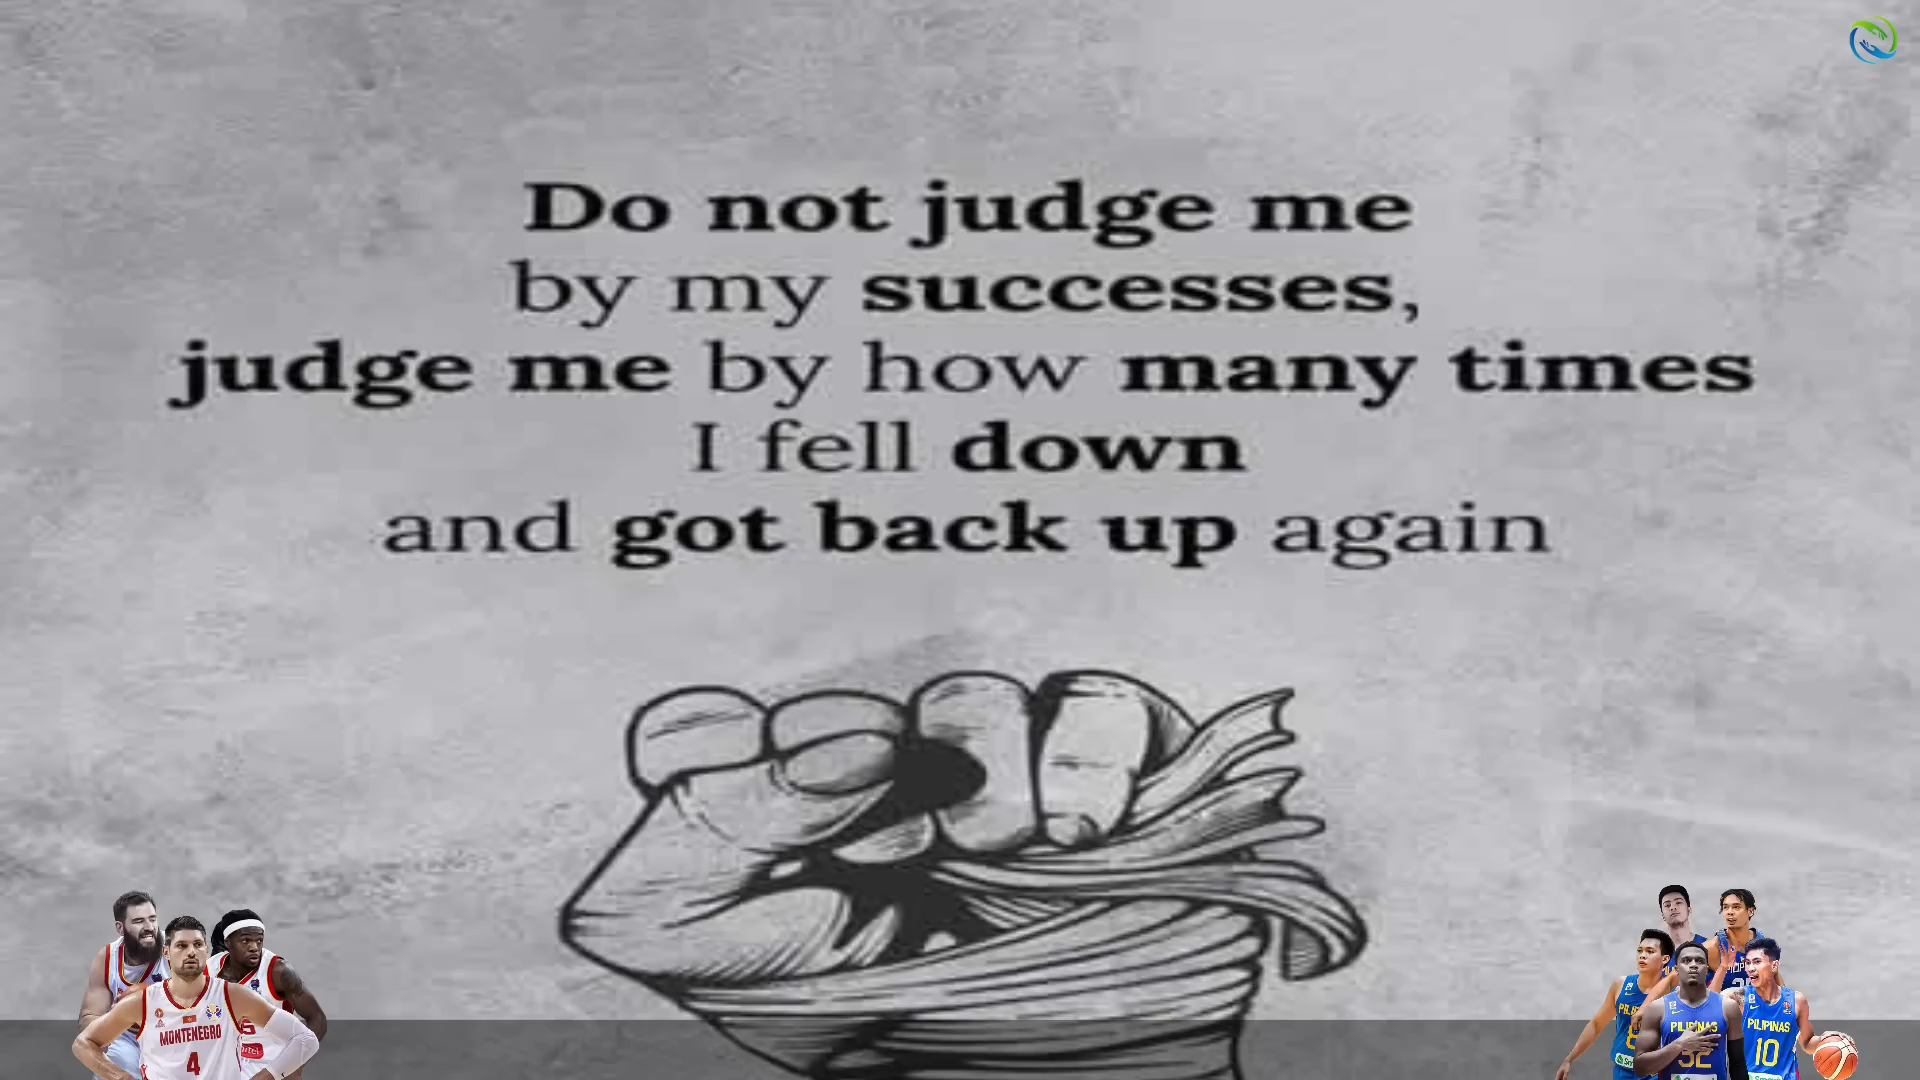 Do not judge me
by my successes,
judge me by how many times
I fell down
and got back up again
MONTENEGRO
4
PILIPINAS
32
PILIPINAS
10